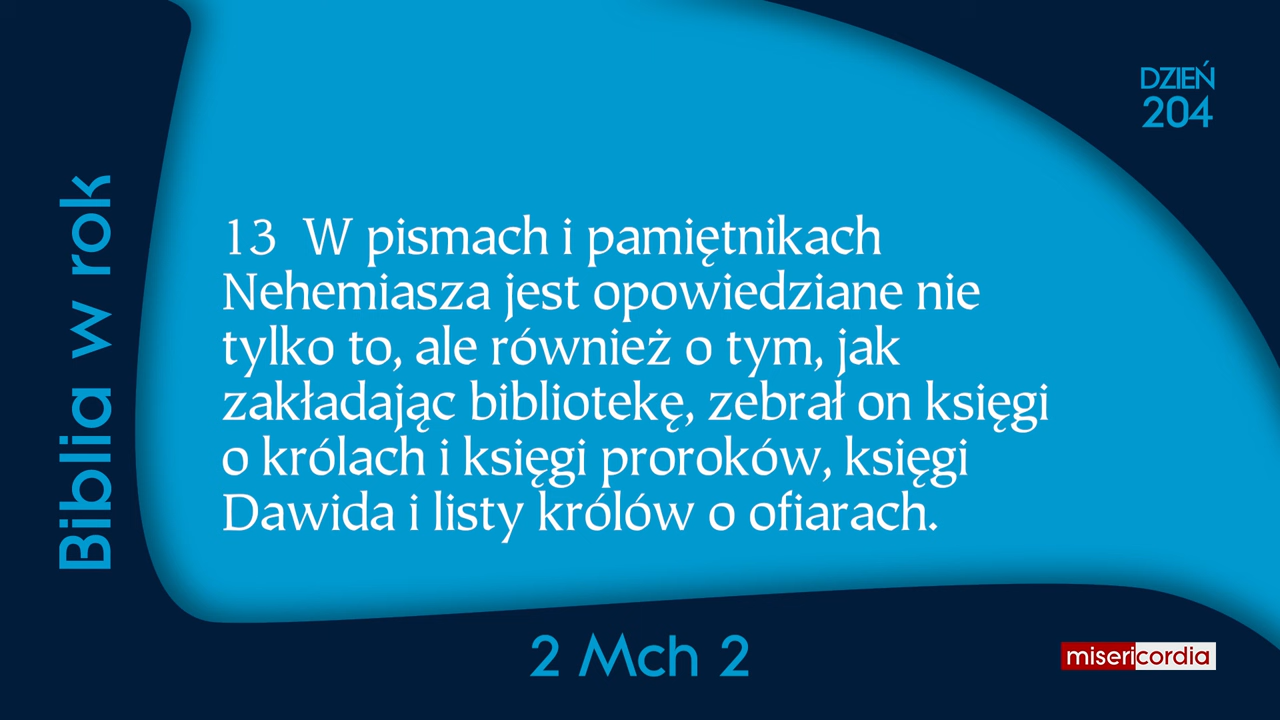 DZIEŃ
204
Biblia w rok
13 W pismach i pamiętnikach
Nehemiasza jest opowiedziane nie
tylko to, ale również o tym, jak
zakładając bibliotekę, zebrał on księgi
o królach i księgi proroków, księgi
Dawida i listy królów o ofiarach.
2 Mch 2
misericordia